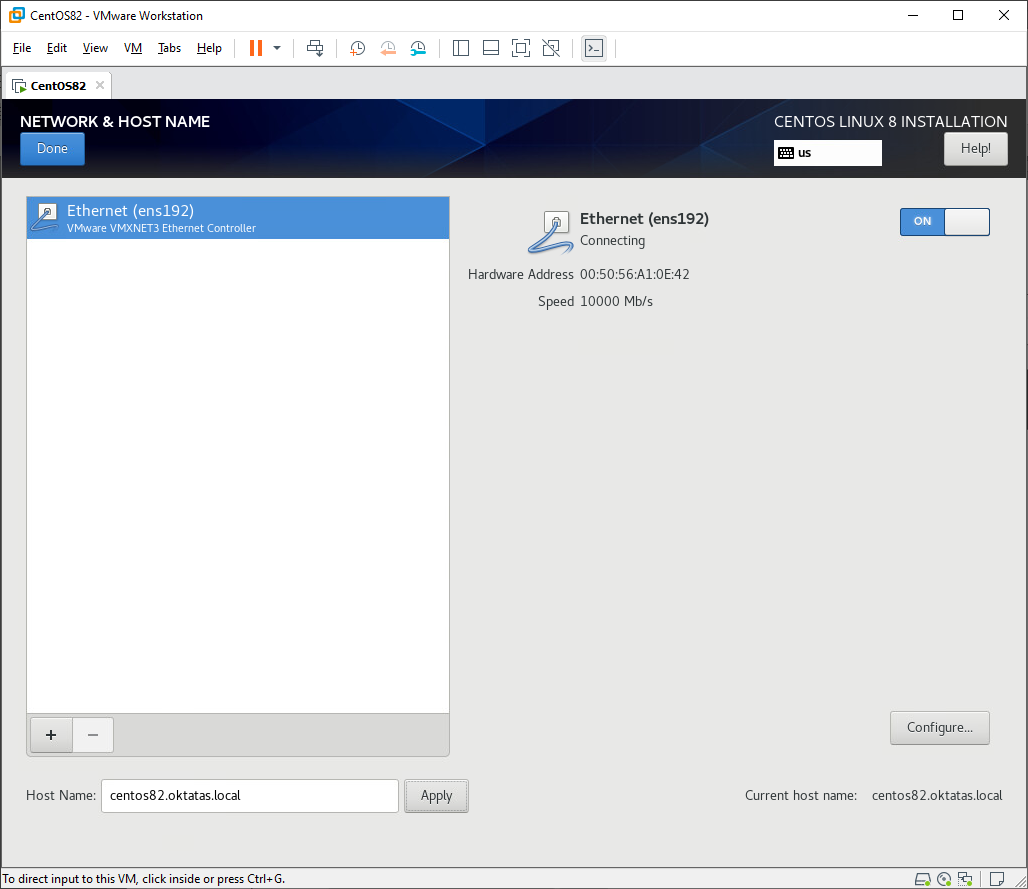 CentOS82 - VMware Workstation
File Edit View VM Tabs Help
CentOS82
NETWORK & HOST NAME
CENTOS LINUX 8 INSTALLATION
Done
us
Help!
Ethernet (ens192)
VMware VMXNET3 Ethernet Controller
Ethernet (ens192)
Connecting
ON
Hardware Address 00:50:56:A1:0E:42
Speed 10000 Mb/s
+ −
Configure...
Host Name: centos82.oktatas.local Apply
Current host name: centos82.oktatas.local
To direct input to this VM, click inside or press Ctrl+G.